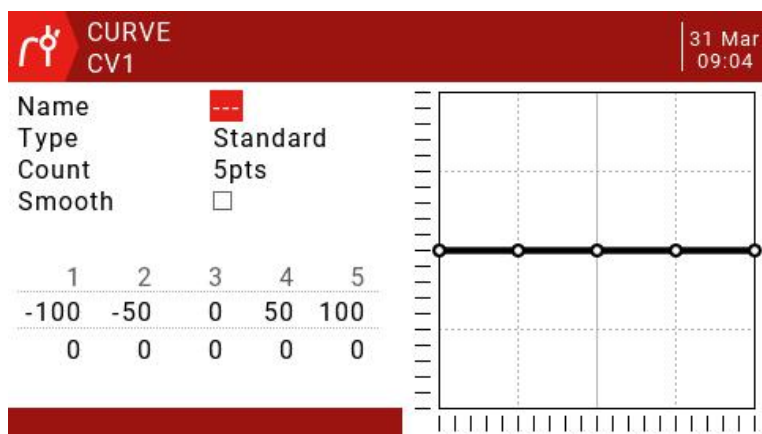 CURVE
CV1
31 Mar
09:04
Name ---
Type Standard
Count 5pts
Smooth
1 2 3 4 5
-100 -50 0 50 100
0 0 0 0 0